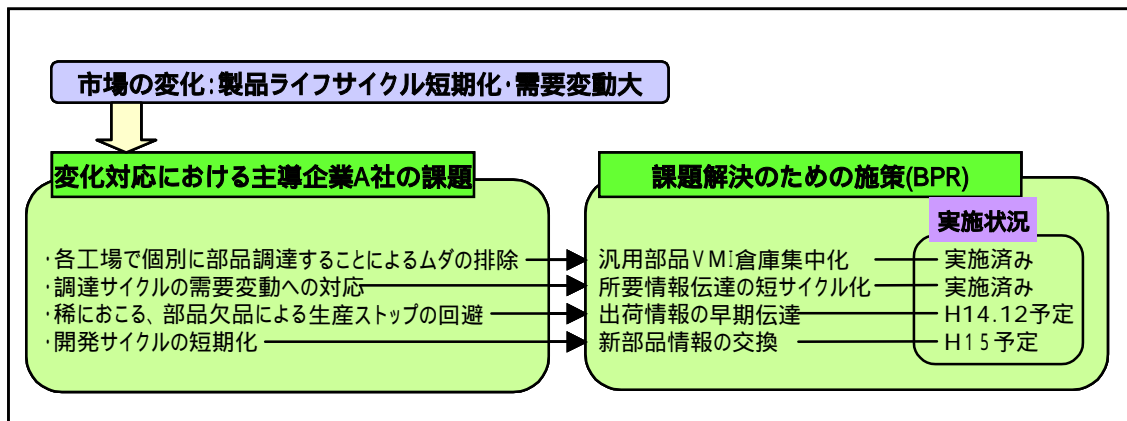 市場の変化:製品ライフサイクル短期化・需要変動大
変化対応における主導企業A社の課題
課題解決のための施策(BPR)
実施状況
・各工場で個別に部品調達することによるムダの排除
汎用部品VMI倉庫集中化
実施済み
・調達サイクルの需要変動への対応
所要情報伝達の短サイクル化
実施済み
・稀におこる、部品欠品による生産ストップの回避
出荷情報の早期伝達
H14.12予定
・開発サイクルの短期化
新部品情報の交換
H15予定